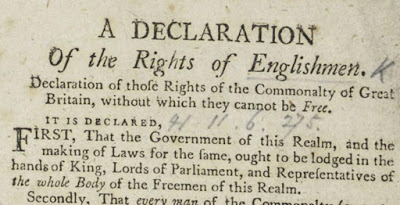 A DECLARATION
Of the Rights of Englishmen. K
Declaration of those Rights of the Commonalty of Great
Britain, without which they cannot be Free.
IT IS DECLARED, 41. 11. 6. 275.
FIRST, That the Government of this Realm, and the
making of Laws for the same, ought to be lodged in the
hands of King, Lords of Parliament, and Representatives of
the whole Body of the Freemen of this Realm.
Secondly, That every man of the Commonalty